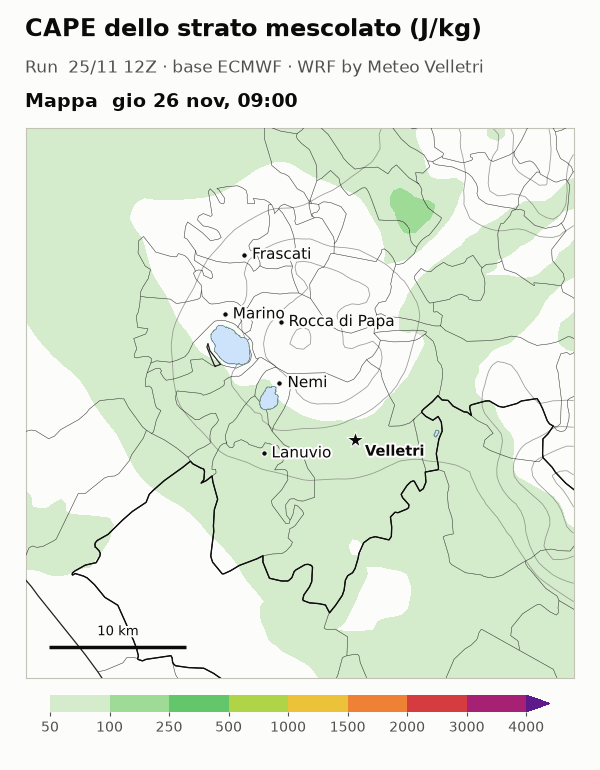 CAPE dello strato mescolato (J/kg)
Run 25/11 12Z · base ECMWF · WRF by Meteo Velletri
Mappa gio 26 nov, 09:00
Frascati
Marino
Rocca di Papa
Nemi
Velletri
Lanuvio
10 km
50 100 250 500 1000 1500 2000 3000 4000